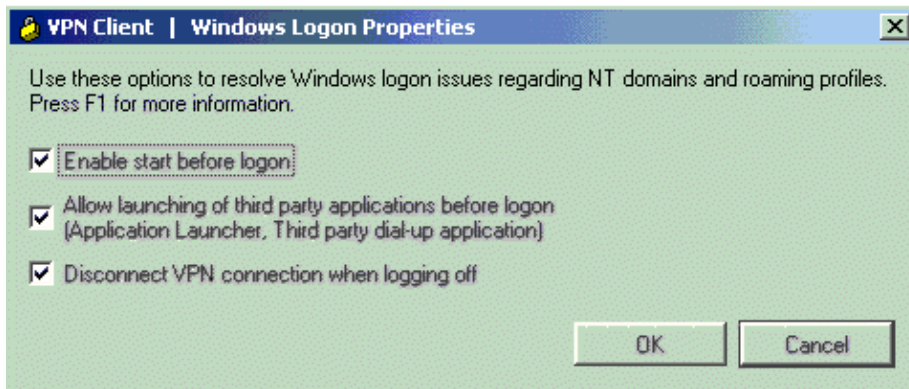 VPN Client | Windows Logon Properties
Use these options to resolve Windows logon issues regarding NT domains and roaming profiles.
Press F1 for more information.
Enable start before logon
Allow launching of third party applications before logon
(Application Launcher, Third party dial-up application)
Disconnect VPN connection when logging off
OK
Cancel